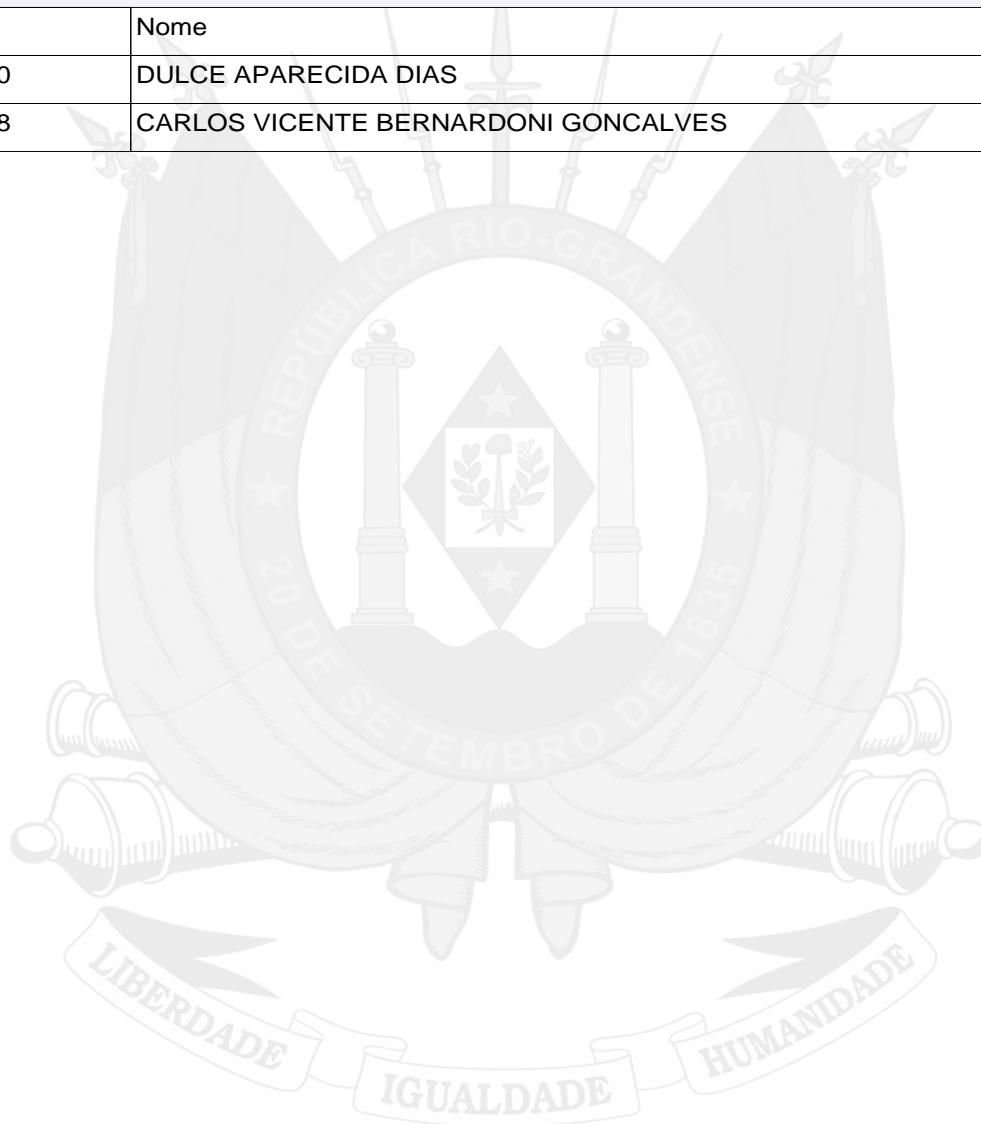 Nome
0 DULCE APARECIDA DIAS
8 CARLOS VICENTE BERNARDONI GONCALVES
REPÚBLICA RIO-GRANDENSE
20 DE SETEMBRO DE 1835
LIBERDADE IGUALDADE HUMANIDADE